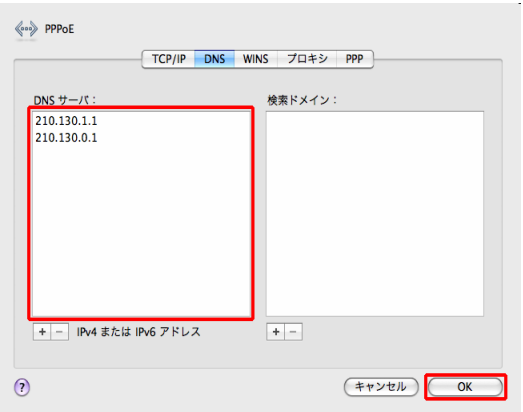 PPPoE
TCP/IP DNS WINS プロキシ PPP
DNS サーバ： 検索ドメイン：
210.130.1.1
210.130.0.1
+ − IPv4 または IPv6 アドレス + −
? キャンセル OK